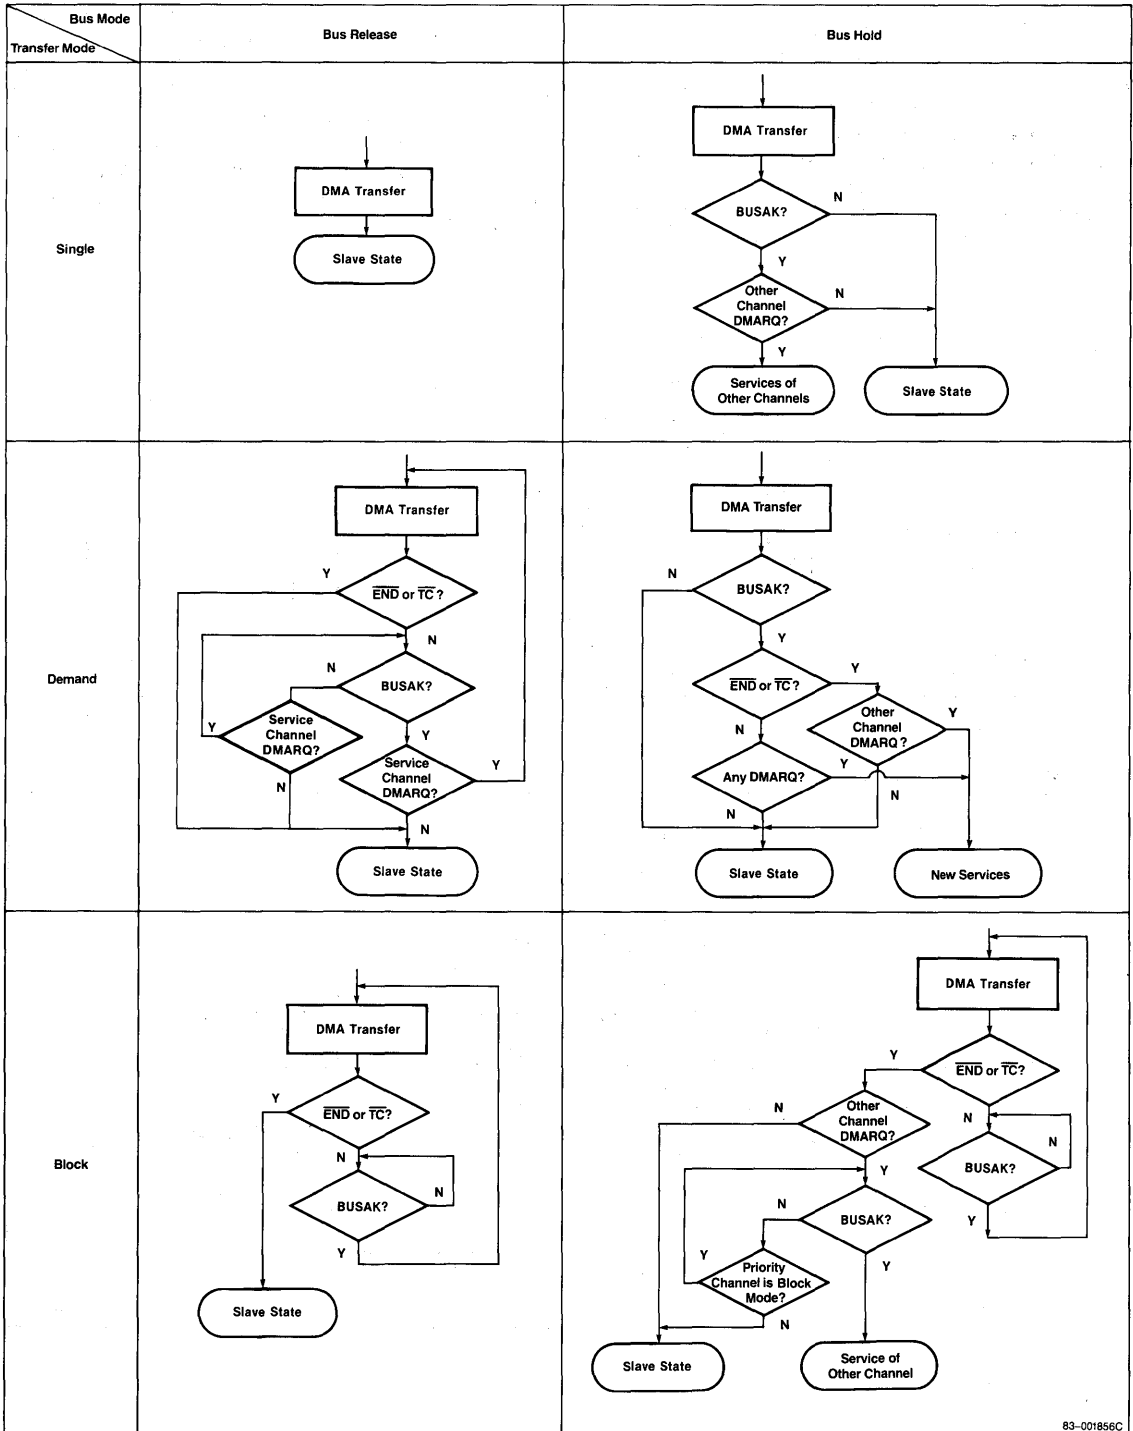 Bus Mode
Transfer Mode
Bus Release
Bus Hold
Single
DMA Transfer
Slave State
DMA Transfer
BUSAK?
N
Y
Other
Channel
DMARQ?
N
Y
Services of
Other Channels
Slave State
Demand
DMA Transfer
Y
END or TC?
N
N
BUSAK?
Y
Service
Channel
DMARQ?
Y
N
Service
Channel
DMARQ?
Y
N
Slave State
DMA Transfer
N
BUSAK?
Y
END or TC?
Y
N
Other
Channel
DMARQ?
Y
N
Any DMARQ?
Y
N
Slave State
New Services
Block
DMA Transfer
Y
END or TC?
N
BUSAK?
N
Y
Slave State
DMA Transfer
Y
END or TC?
N
N
BUSAK?
Y
N
Other
Channel
DMARQ?
Y
N
BUSAK?
Y
Y
Priority
Channel is Block
Mode?
N
Slave State
Service of
Other Channel
83-001856C